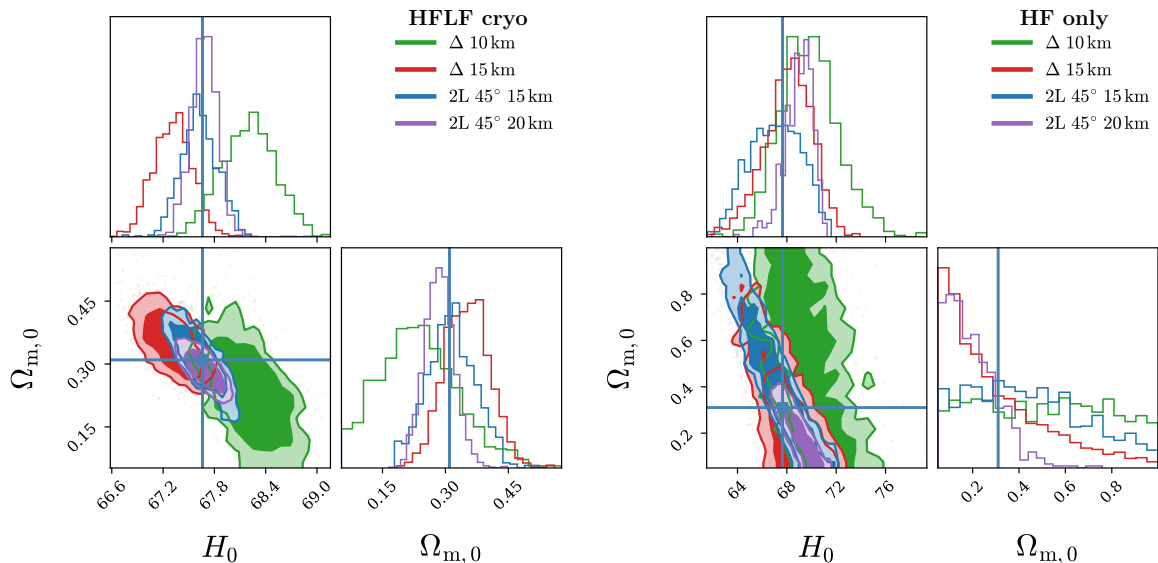 HFLF cryo
Δ 10 km
Δ 15 km
2L 45° 15 km
2L 45° 20 km
Ωm, 0
0.45
0.30
0.15
66.6 67.2 67.8 68.4 69.0
H0
0.15 0.30 0.45
Ωm, 0
HF only
Δ 10 km
Δ 15 km
2L 45° 15 km
2L 45° 20 km
Ωm, 0
0.8
0.6
0.4
0.2
64 68 72 76
H0
0.2 0.4 0.6 0.8
Ωm, 0